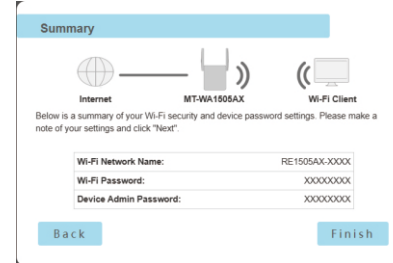 Summary
Internet MT-WA1505AX Wi-Fi Client
Below is a summary of your Wi-Fi security and device password settings. Please make a
note of your settings and click "Next".
Wi-Fi Network Name: RE1505AX-XXXX
Wi-Fi Password: XXXXXXXX
Device Admin Password: XXXXXXXX
Back Finish